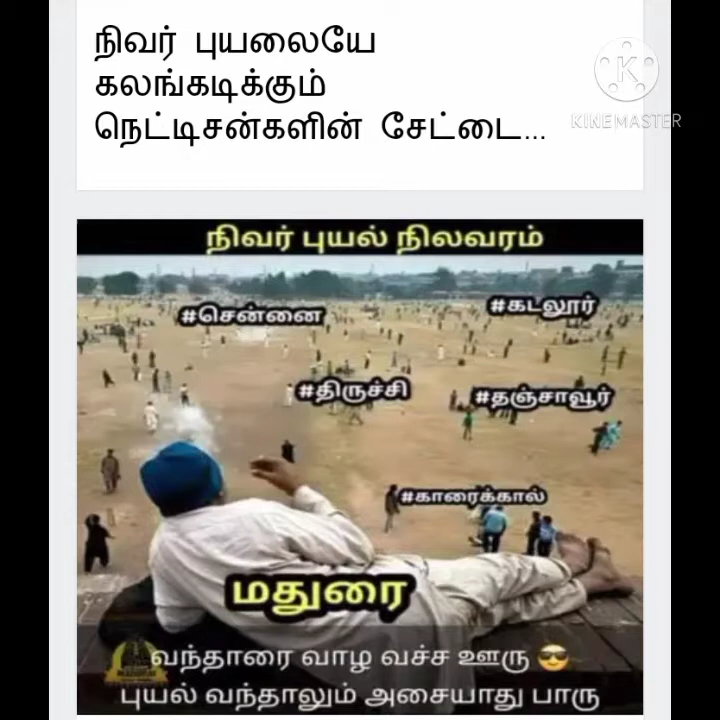 நிவர் புயலையே
கலங்கடிக்கும்
நெட்டிசன்களின் சேட்டை...
KINEMASTER
நிவர் புயல் நிலவரம்
#சென்னை
#கடலூர்
#திருச்சி
#தஞ்சாவூர்
#காரைக்கால்
மதுரை
வந்தாரை வாழ வச்ச ஊரு 😎
புயல் வந்தாலும் அசையாது பாரு